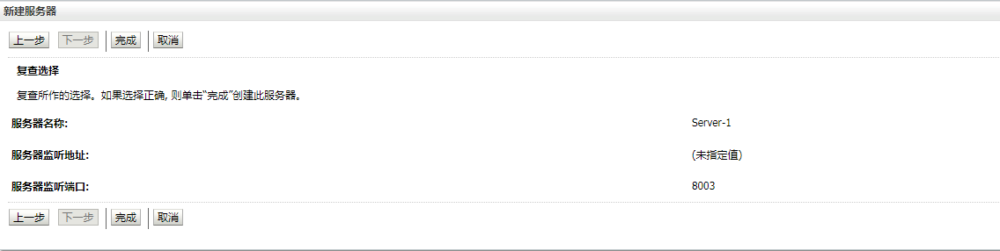 新建服务器
上一步 下一步 完成 取消
复查选择
复查所作的选择。如果选择正确, 则单击“完成”创建此服务器。
服务器名称: Server-1
服务器监听地址: (未指定值)
服务器监听端口: 8003
上一步 下一步 完成 取消